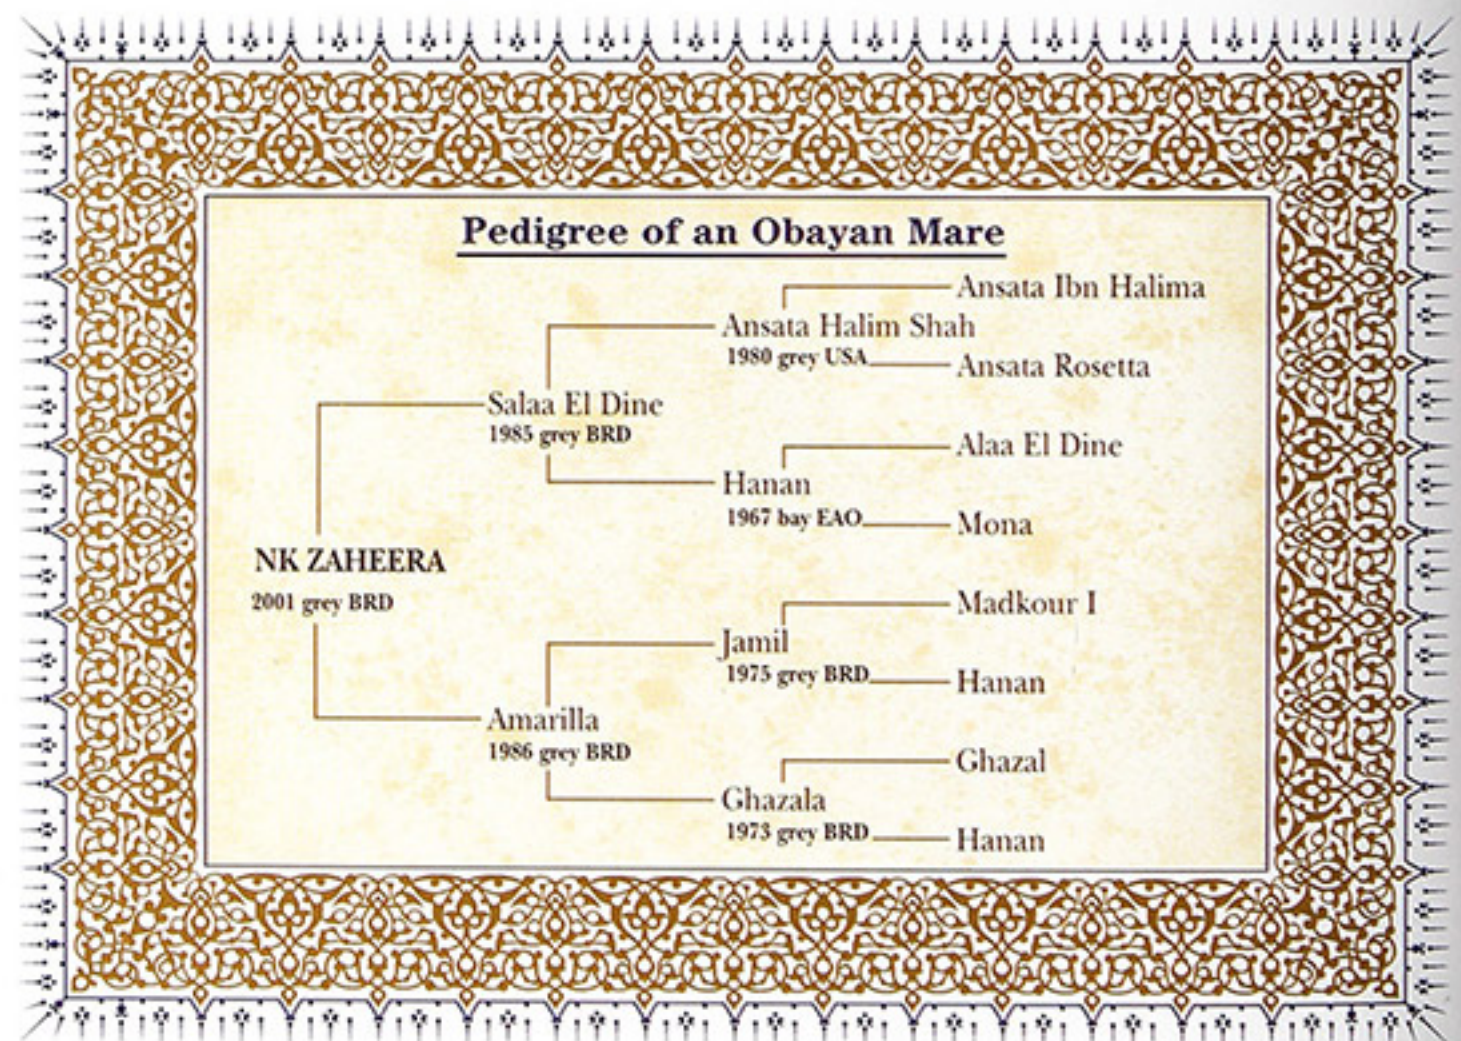 Pedigree of an Obayan Mare
Ansata Ibn Halima
Ansata Halim Shah
1980 grey USA
Ansata Rosetta
Salaa El Dine
1985 grey BRD
Alaa El Dine
Hanan
1967 bay EAO
Mona
NK ZAHEERA
2001 grey BRD
Madkour I
Jamil
1975 grey BRD
Hanan
Amarilla
1986 grey BRD
Ghazal
Ghazala
1973 grey BRD
Hanan